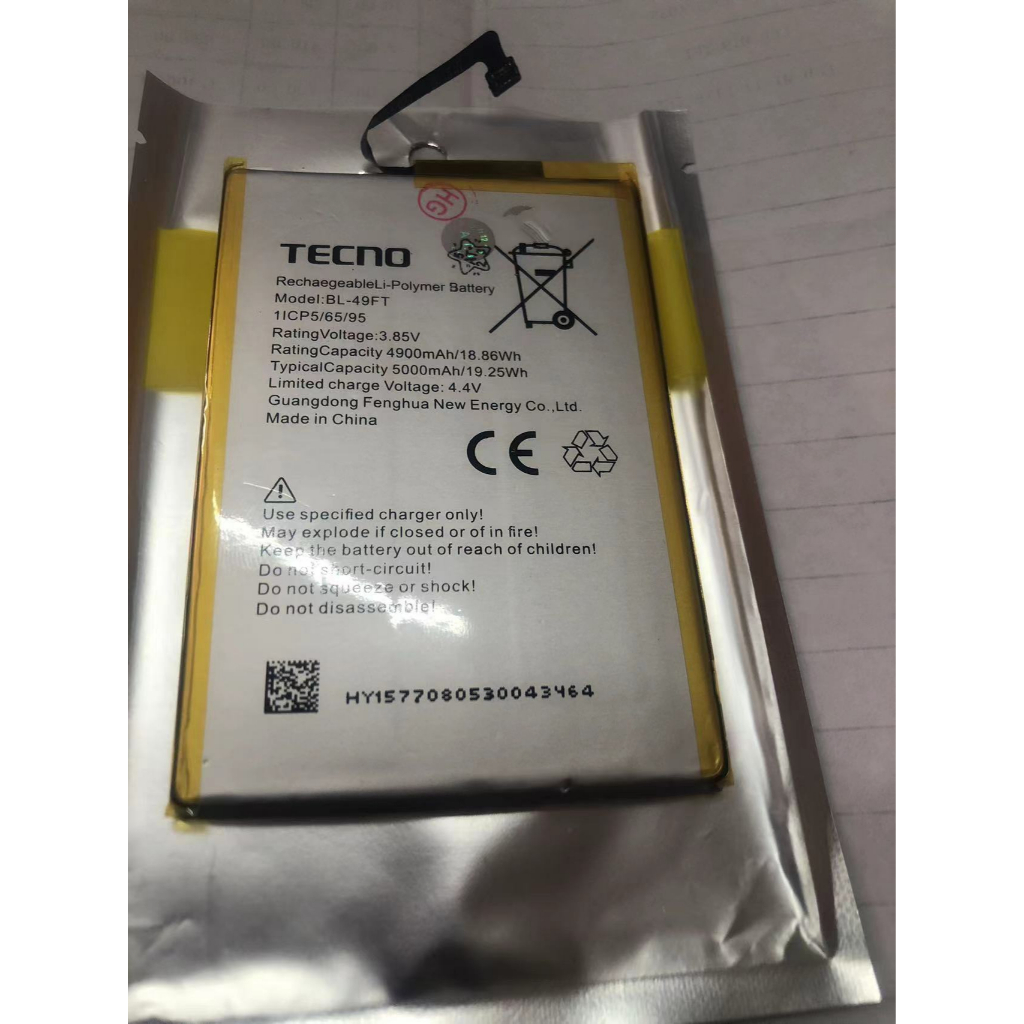 HG
TECNO
RechaegeableLi-Polymer Battery
Model:BL-49FT
1ICP5/65/95
RatingVoltage:3.85V
RatingCapacity 4900mAh/18.86Wh
TypicalCapacity 5000mAh/19.25Wh
Limited charge Voltage: 4.4V
Guangdong Fenghua New Energy Co.,Ltd.
Made in China
CE
Use specified charger only!
May explode if closed or of in fire!
Keep the battery out of reach of children!
Do not short-circuit!
Do not squeeze or shock!
Do not disassemble!
HY1577080530043464